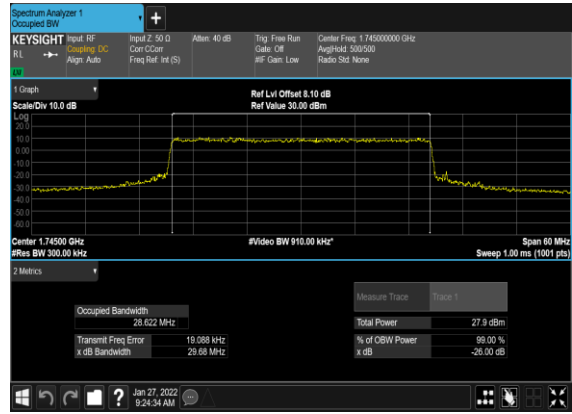 Spectrum Analyzer 1
Occupied BW
KEYSIGHT
Input: RF
Input Z: 50 Ω
Atten: 40 dB
Trig: Free Run
Center Freq: 1.745000000 GHz
R L
Coupling: DC
Corr CCorr
Gate: Off
Avg|Hold: 500/500
Align: Auto
Freq Ref: Int (S)
#IF Gain: Low
Radio Std: None
LW
1 Graph
Ref Lvl Offset 8.10 dB
Scale/Div 10.0 dB
Ref Value 30.00 dBm
Log
20.0
10.0
0.00
-10.0
-20.0
-30.0
-40.0
-50.0
-60.0
Center 1.74500 GHz
#Video BW 910.00 kHz*
Span 60 MHz
#Res BW 300.00 kHz
Sweep 1.00 ms (1001 pts)
2 Metrics
Measure Trace
Trace 1
Occupied Bandwidth
28.622 MHz
Total Power
27.9 dBm
Transmit Freq Error
19.088 kHz
% of OBW Power
99.00 %
x dB Bandwidth
29.68 MHz
x dB
-26.00 dB
?
Jan 27, 2022
9:24:34 AM